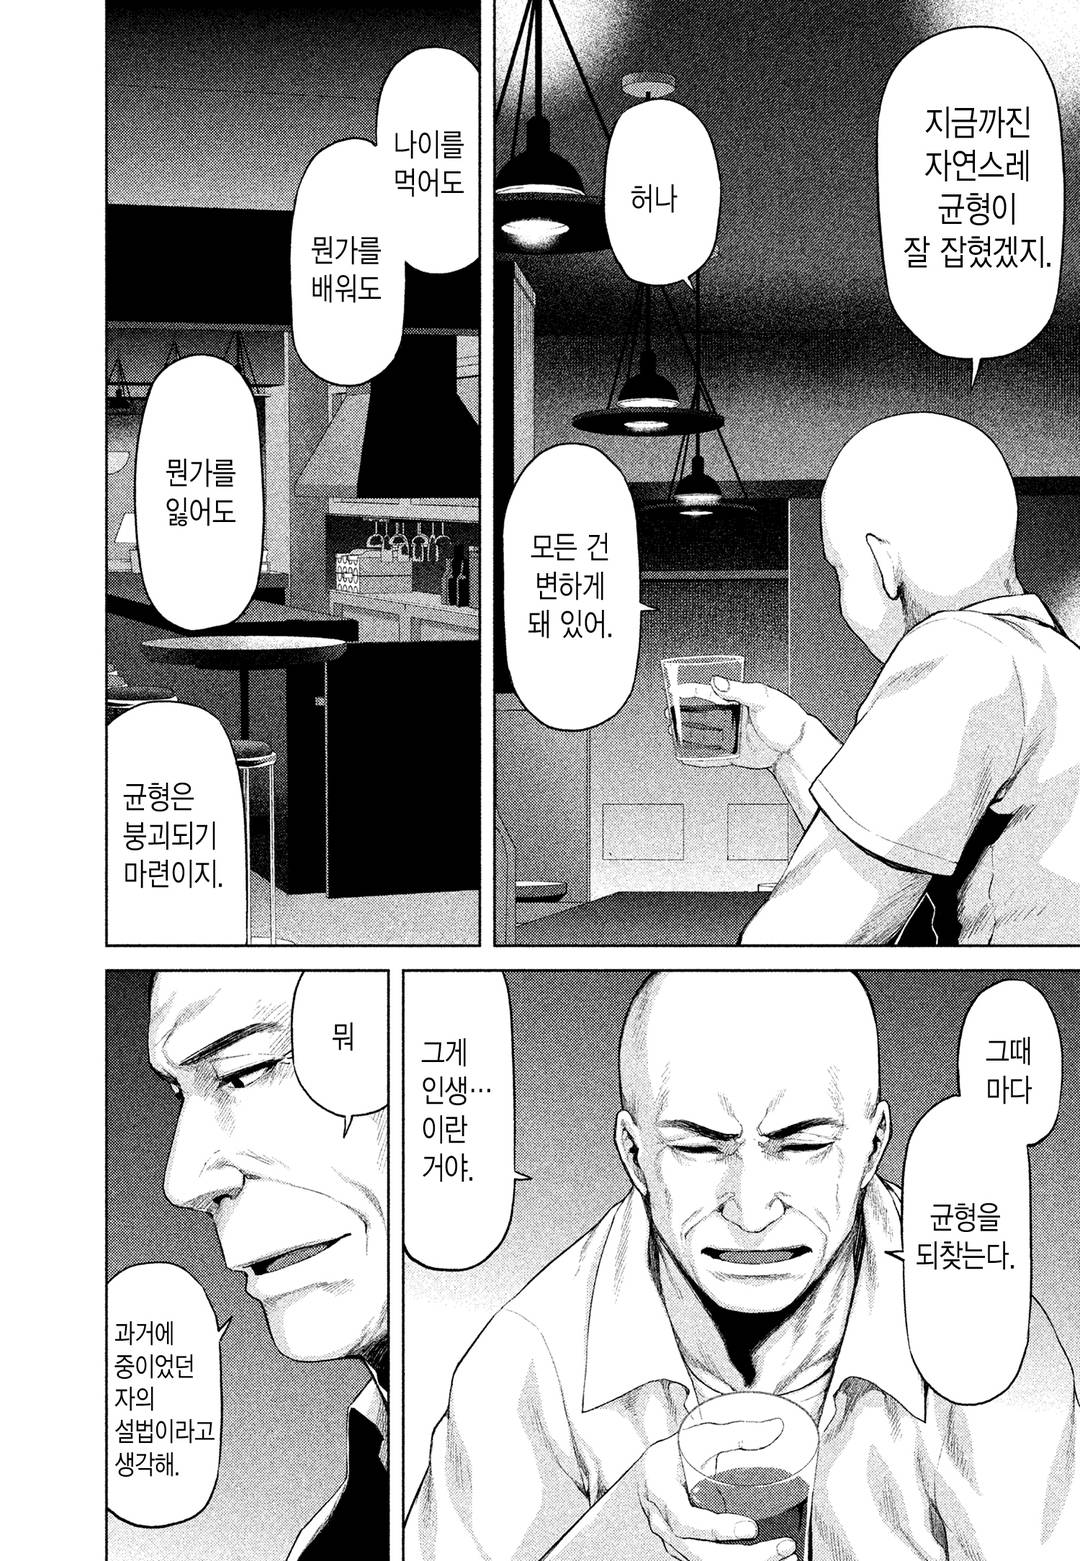 지금까진
자연스레
균형이
잘 잡혔겠지.
허나
모든 건
변하게
돼 있어.
나이를
먹어도
뭔가를
배워도
뭔가를
잃어도
균형은
붕괴되기
마련이지.
그때
마다
균형을
되찾는다.
그게
인생…
이란
거야.
뭐
과거에
중이었던
자의
설법이라고
생각해.